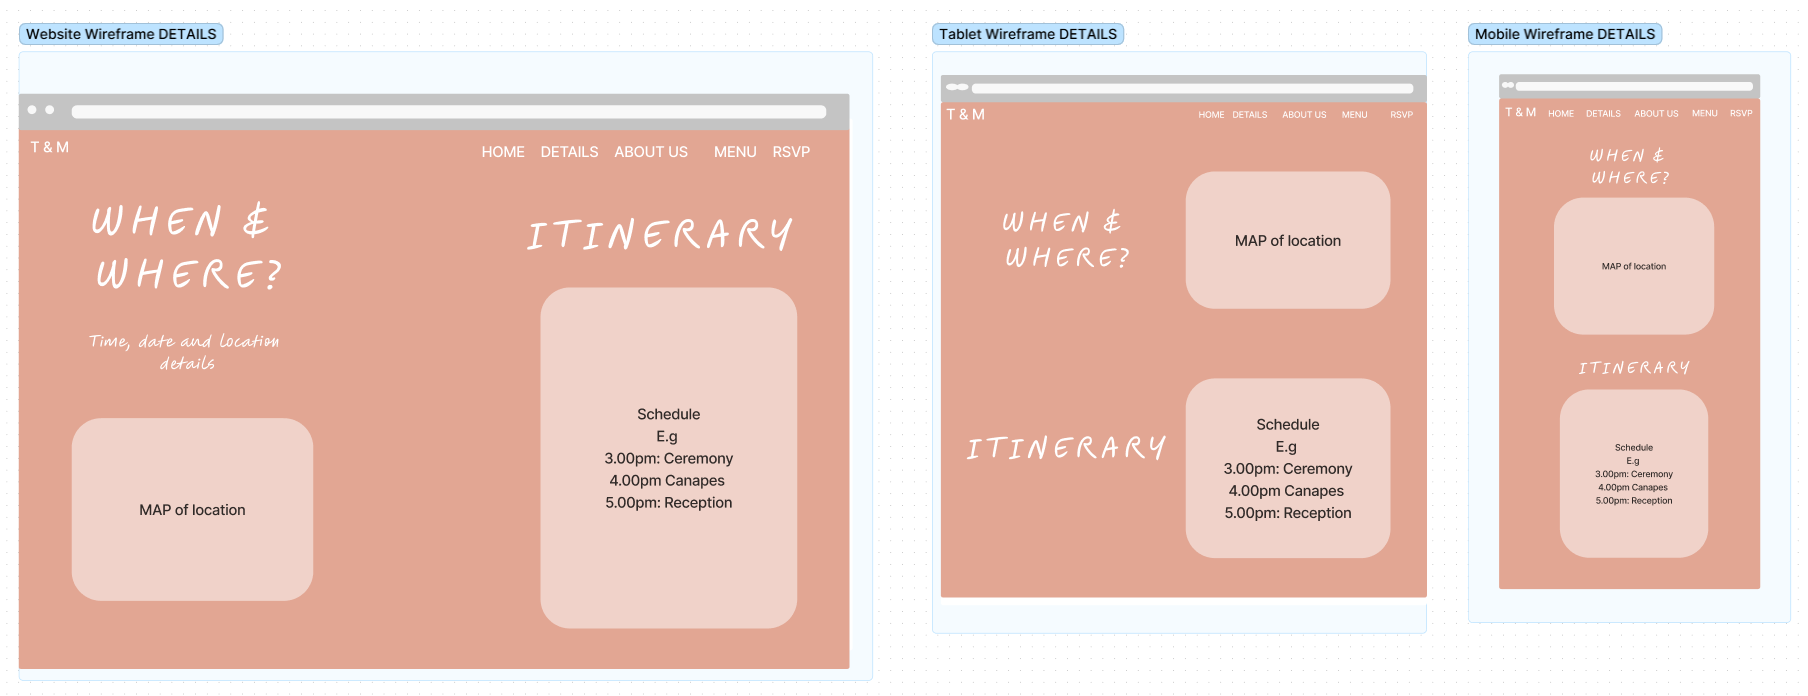 Website Wireframe DETAILS
T & M
HOME DETAILS ABOUT US MENU RSVP
WHEN &
WHERE?
Time, date and location
details
MAP of location
ITINERARY
Schedule
E.g
3.00pm: Ceremony
4.00pm Canapes
5.00pm: Reception
Tablet Wireframe DETAILS
T & M
HOME DETAILS ABOUT US MENU RSVP
WHEN &
WHERE?
MAP of location
ITINERARY
Schedule
E.g
3.00pm: Ceremony
4.00pm Canapes
5.00pm: Reception
Mobile Wireframe DETAILS
T & M HOME DETAILS ABOUT US MENU RSVP
WHEN &
WHERE?
MAP of location
ITINERARY
Schedule
E.g
3.00pm: Ceremony
4.00pm Canapes
5.00pm: Reception